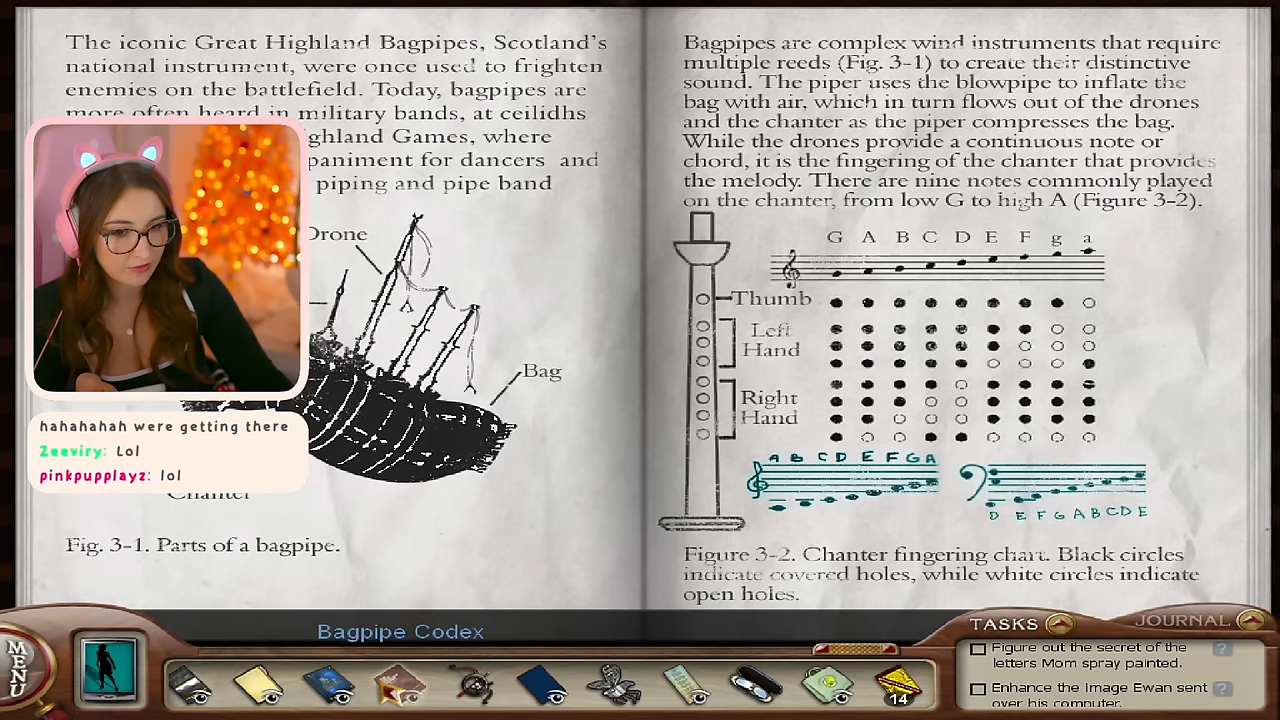 The iconic Great Highland Bagpipes, Scotland's
national instrument, were once used to frighten
enemies on the battlefield. Today, bagpipes are
more often heard in military bands, at ceilidhs
ghland Games, where
paniment for dancers and
piping and pipe band
Drone
Bag
Chanter
Fig. 3-1. Parts of a bagpipe.
Bagpipes are complex wind instruments that require
multiple reeds (Fig. 3-1) to create their distinctive
sound. The piper uses the blowpipe to inflate the
bag with air, which in turn flows out of the drones
and the chanter as the piper compresses the bag.
While the drones provide a continuous note or
chord, it is the fingering of the chanter that provides
the melody. There are nine notes commonly played
on the chanter, from low G to high A (Figure 3-2).
G A B C D E F g a
Thumb
Left
Hand
Right
Hand
A B C D E F G A
D E F G A B C D E
Figure 3-2. Chanter fingering chart. Black circles
indicate covered holes, while white circles indicate
open holes.
hahahahah were getting there
Zeeviry: Lol
pinkpupplayz: lol
Bagpipe Codex
MENU
14
TASKS
JOURNAL
Figure out the secret of the ?
letters Mom spray painted.
Enhance the Image Ewan sent ?
over his computer.